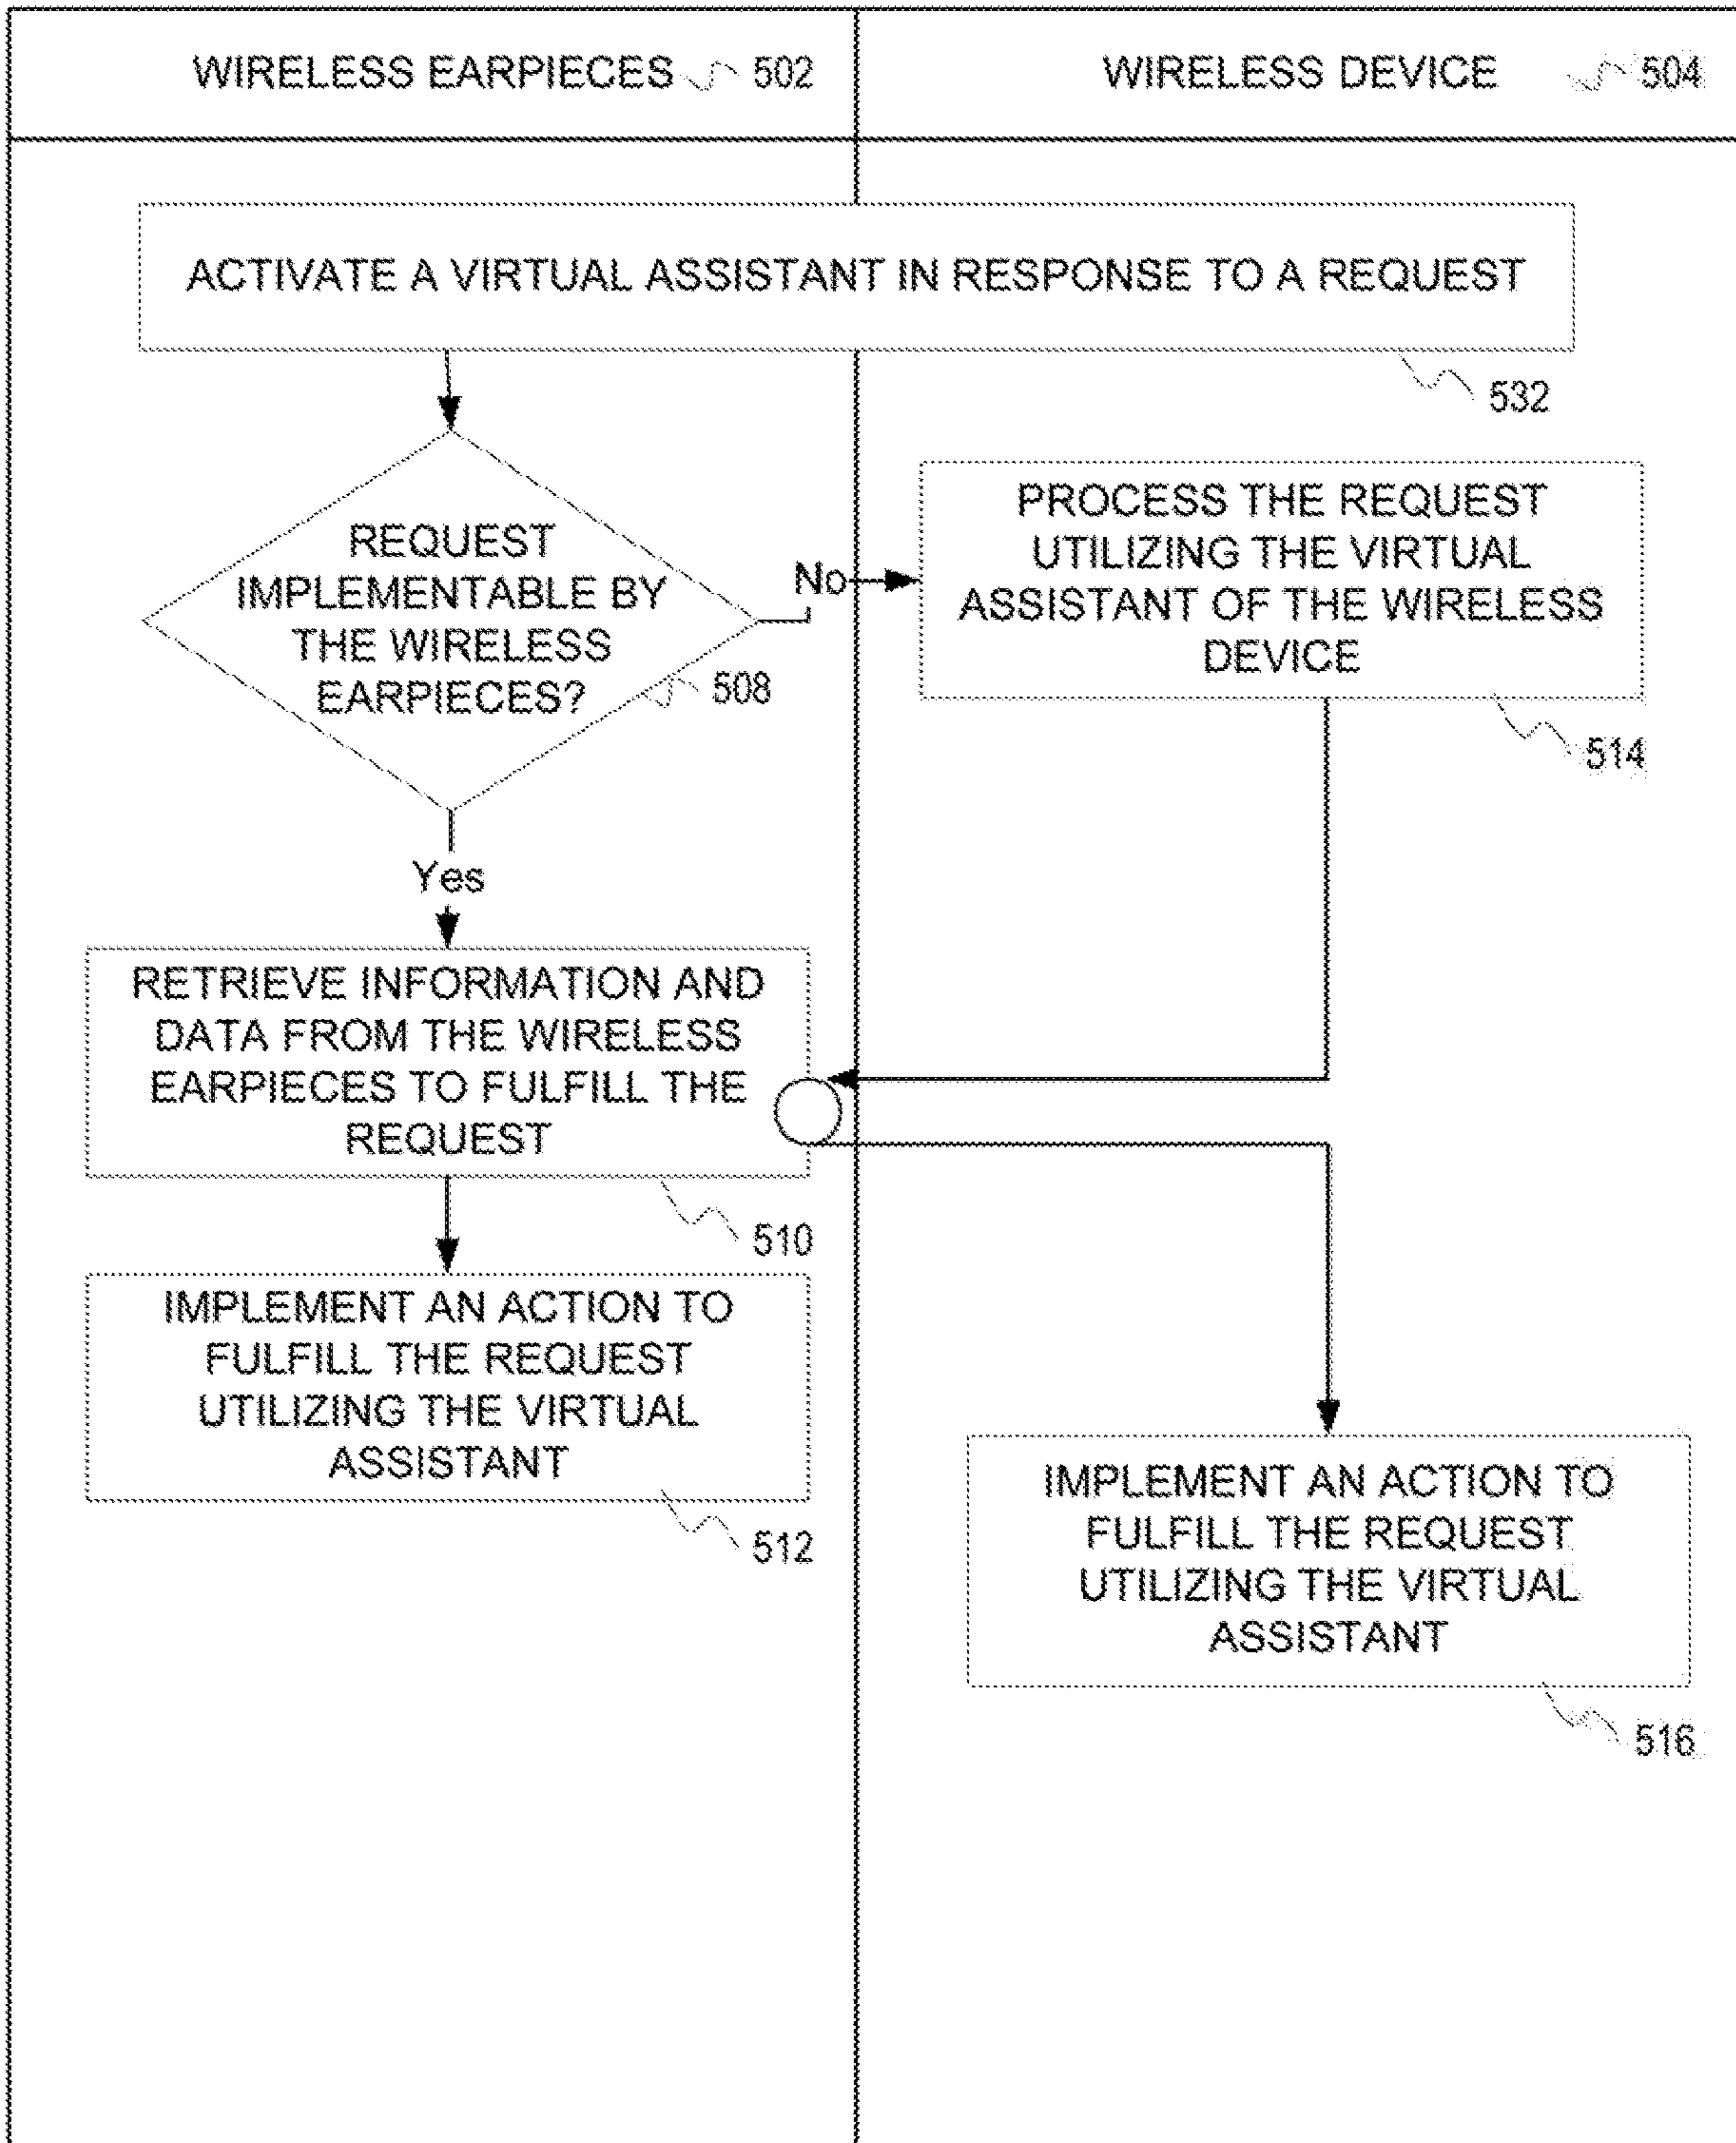 WIRELESS EARPIECES 502
WIRELESS DEVICE 504
ACTIVATE A VIRTUAL ASSISTANT IN RESPONSE TO A REQUEST
532
REQUEST
IMPLEMENTABLE BY
THE WIRELESS
EARPIECES?
508
No
PROCESS THE REQUEST
UTILIZING THE VIRTUAL
ASSISTANT OF THE WIRELESS
DEVICE
514
Yes
RETRIEVE INFORMATION AND
DATA FROM THE WIRELESS
EARPIECES TO FULFILL THE
REQUEST
510
IMPLEMENT AN ACTION TO
FULFILL THE REQUEST
UTILIZING THE VIRTUAL
ASSISTANT
512
IMPLEMENT AN ACTION TO
FULFILL THE REQUEST
UTILIZING THE VIRTUAL
ASSISTANT
516